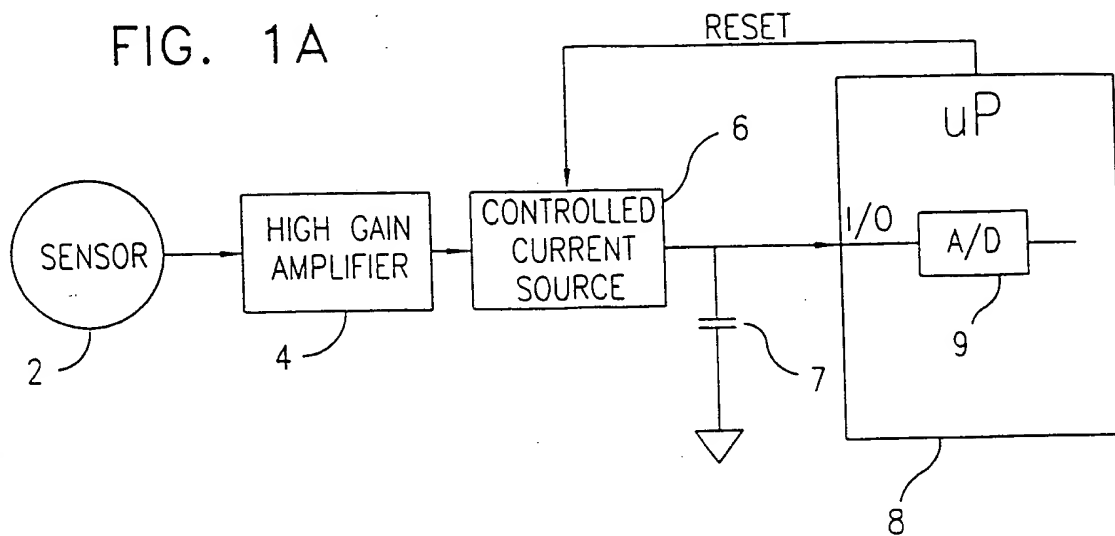 FIG. 1A
RESET
uP
6
SENSOR
HIGH GAIN
AMPLIFIER
CONTROLLED
CURRENT
SOURCE
I/O
A/D
2
4
7
9
8